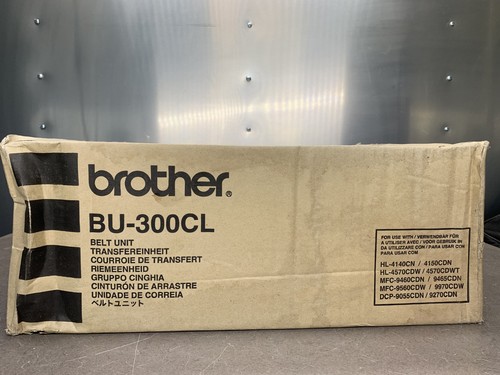 brother®
BU-300CL
BELT UNIT
TRANSFEREINHEIT
COURROIE DE TRANSFERT
RIEMEENHEID
GRUPPO CINGHIA
CINTURÓN DE ARRASTRE
UNIDADE DE CORREIA
ベルトユニット
FOR USE WITH / VERWENDBAR FÜR
A UTILISER AVEC / VOOR GEBRUIK IN
DA UTILIZZARE CON / PARA USAR CON
PARA USAR COM
HL-4140CN / 4150CDN
HL-4570CDW / 4570CDWT
MFC-9460CDN / 9465CDN
MFC-9560CDW / 9970CDW
DCP-9055CDN / 9270CDN